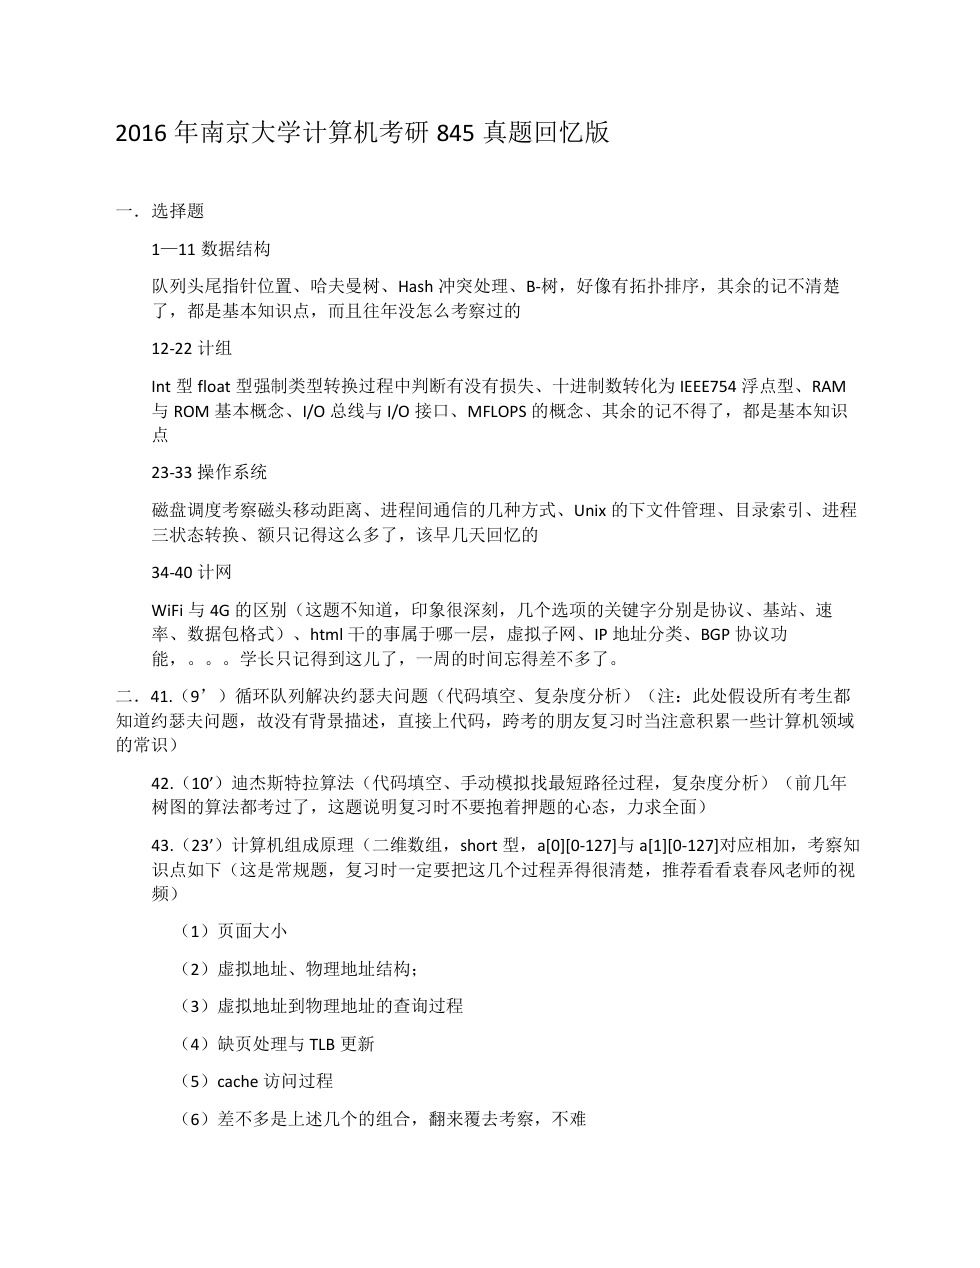 2016 年南京大学计算机考研 845 真题回忆版
一．选择题
1—11 数据结构
队列头尾指针位置、哈夫曼树、Hash 冲突处理、B-树，好像有拓扑排序，其余的记不清楚
了，都是基本知识点，而且往年没怎么考察过的
12-22 计组
Int 型 float 型强制类型转换过程中判断有没有损失、十进制数转化为 IEEE754 浮点型、RAM
与 ROM 基本概念、I/O 总线与 I/O 接口、MFLOPS 的概念、其余的记不得了，都是基本知识
点
23-33 操作系统
磁盘调度考察磁头移动距离、进程间通信的几种方式、Unix 的下文件管理、目录索引、进程
三状态转换、额只记得这么多了，该早几天回忆的
34-40 计网
WiFi 与 4G 的区别（这题不知道，印象很深刻，几个选项的关键字分别是协议、基站、速
率、数据包格式）、html 干的事属于哪一层，虚拟子网、IP 地址分类、BGP 协议功
能，。。。学长只记得到这儿了，一周的时间忘得差不多了。
二．41.（9’）循环队列解决约瑟夫问题（代码填空、复杂度分析）（注：此处假设所有考生都
知道约瑟夫问题，故没有背景描述，直接上代码，跨考的朋友复习时当注意积累一些计算机领域
的常识）
42.（10′）迪杰斯特拉算法（代码填空、手动模拟找最短路径过程，复杂度分析）（前几年
树图的算法都考过了，这题说明复习时不要抱着押题的心态，力求全面）
43.（23′）计算机组成原理（二维数组，short 型，a[0][0-127]与 a[1][0-127]对应相加，考察知
识点如下（这是常规题，复习时一定要把这几个过程弄得很清楚，推荐看看袁春风老师的视
频）
（1）页面大小
（2）虚拟地址、物理地址结构；
（3）虚拟地址到物理地址的查询过程
（4）缺页处理与 TLB 更新
（5）cache 访问过程
（6）差不多是上述几个的组合，翻来覆去考察，不难